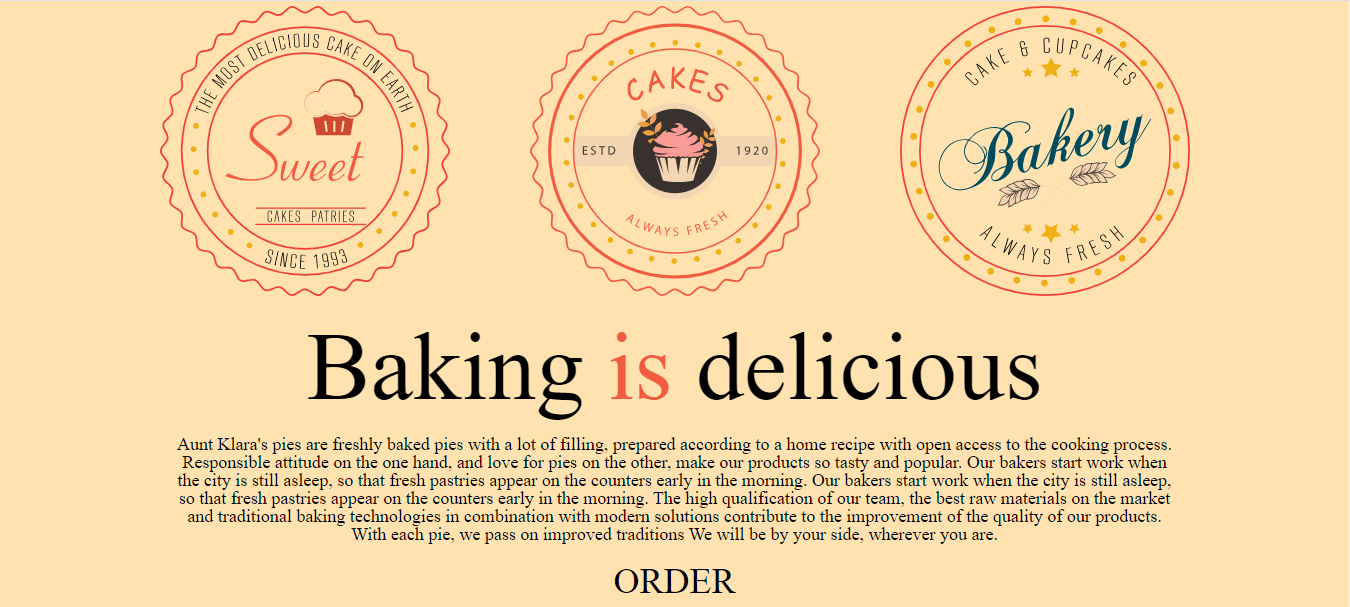 THE MOST DELICIOUS CAKE ON EARTH
Sweet
CAKES PATRIES
SINCE 1993
CAKES
ESTD 1920
ALWAYS FRESH
CAKE & CUPCAKES
Bakery
ALWAYS FRESH
Baking is delicious
Aunt Klara's pies are freshly baked pies with a lot of filling, prepared according to a home recipe with open access to the cooking process.
Responsible attitude on the one hand, and love for pies on the other, make our products so tasty and popular. Our bakers start work when
the city is still asleep, so that fresh pastries appear on the counters early in the morning. Our bakers start work when the city is still asleep,
so that fresh pastries appear on the counters early in the morning. The high qualification of our team, the best raw materials on the market
and traditional baking technologies in combination with modern solutions contribute to the improvement of the quality of our products.
With each pie, we pass on improved traditions We will be by your side, wherever you are.
ORDER